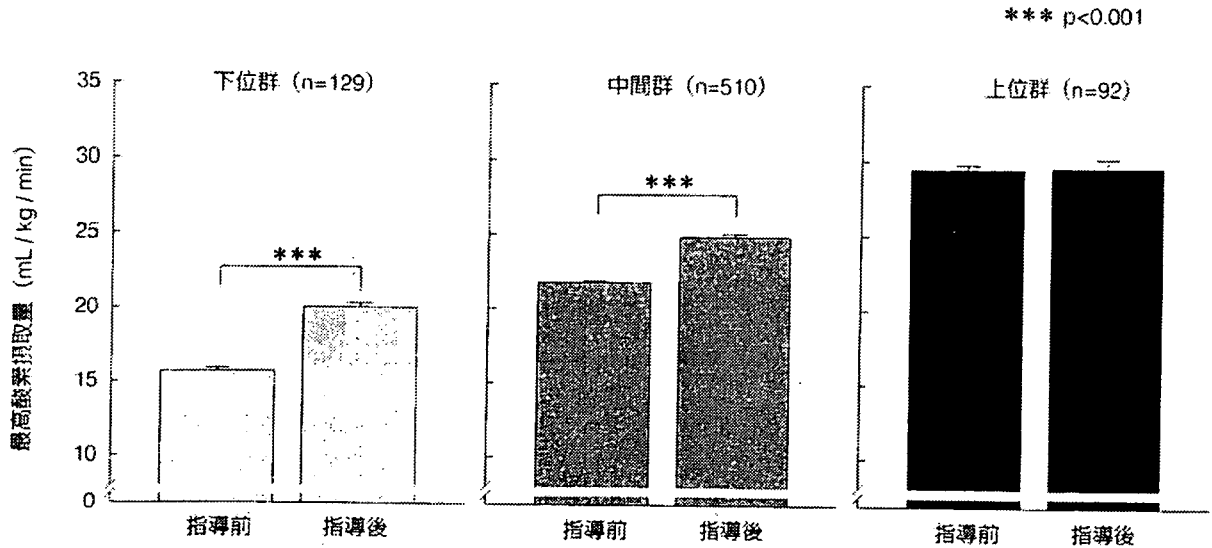 *** p<0.001
下位群 (n=129)
中間群 (n=510)
上位群 (n=92)
最高酸素摂取量 (mL/kg/min)
35
30
25
20
15
10
0
***
***
指導前 指導後
指導前 指導後
指導前 指導後